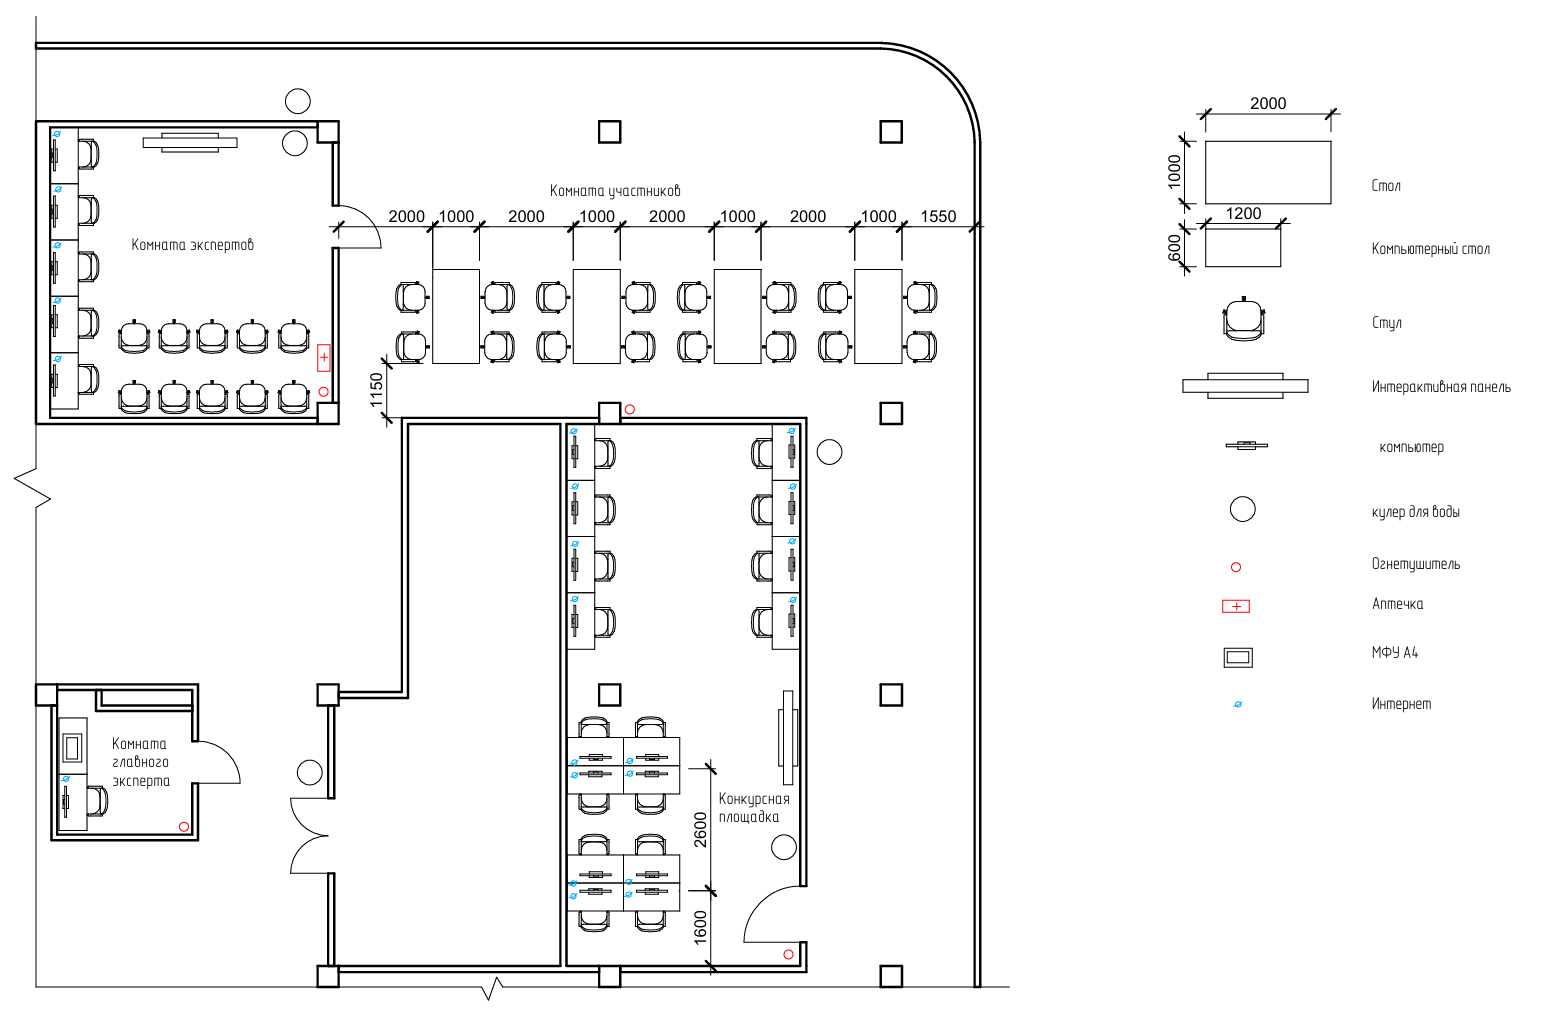 Комната участников
2000 1000 2000 1000 2000 1000 2000 1000 1550
Комната экспертов
1150
Комната
главного
эксперта
Конкурсная
площадка
2600
1600
2000
1000
Стол
1200
600
Компьютерный стол
Стул
Интерактивная панель
компьютер
кулер для воды
Огнетушитель
Аптечка
МФУ А4
Интернет